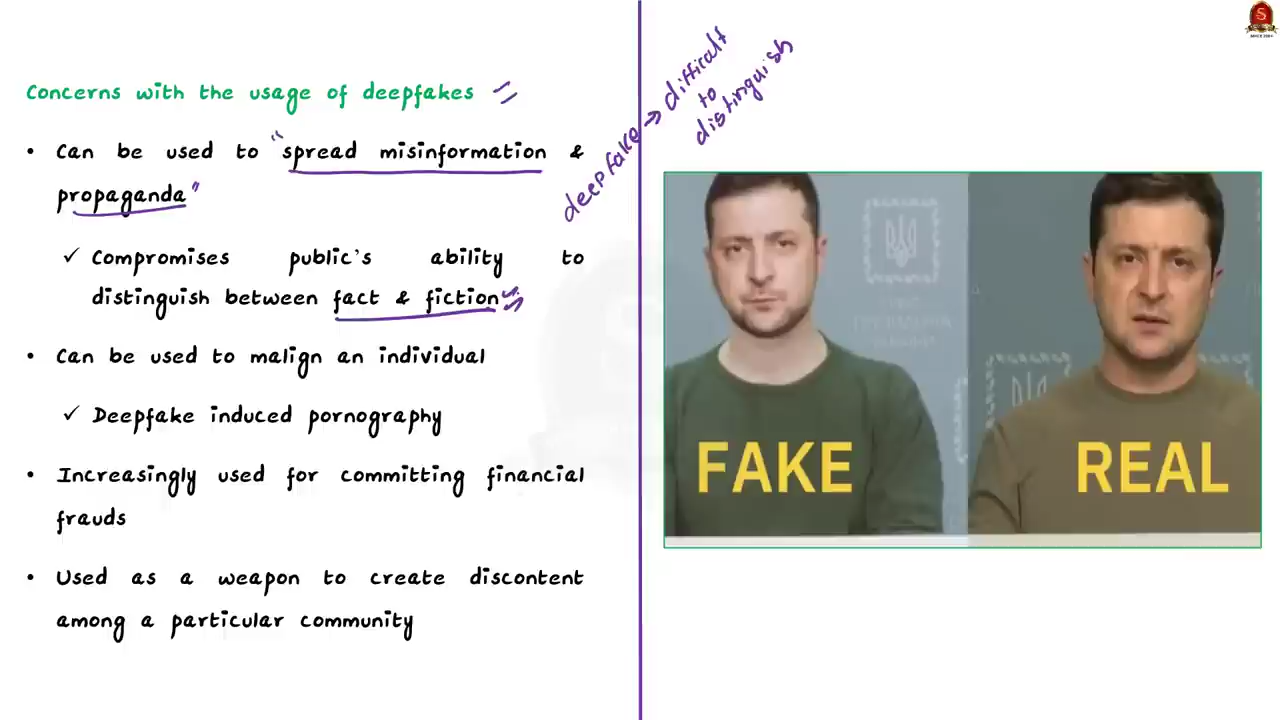 Concerns with the usage of deepfakes
• Can be used to "spread misinformation &
propaganda"
✓ Compromises public's ability to
distinguish between fact & fiction
• Can be used to malign an individual
✓ Deepfake induced pornography
• Increasingly used for committing financial
frauds
• Used as a weapon to create discontent
among a particular community
deepfake → difficult
to
distinguish
FAKE
REAL
S
SINCE 2004